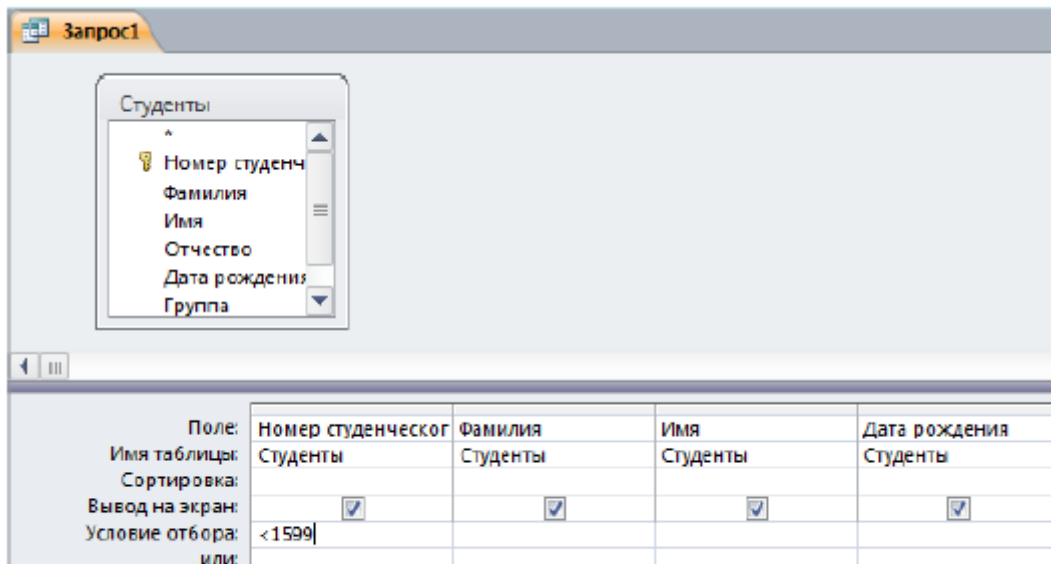 Запрос1
Студенты
*
Номер студенч
Фамилия
Имя
Отчество
Дата рождения
Группа
Поле: Номер студенческог Фамилия Имя Дата рождения
Имя таблицы: Студенты Студенты Студенты Студенты
Сортировка:
Вывод на экран:
Условие отбора: <1599
или: